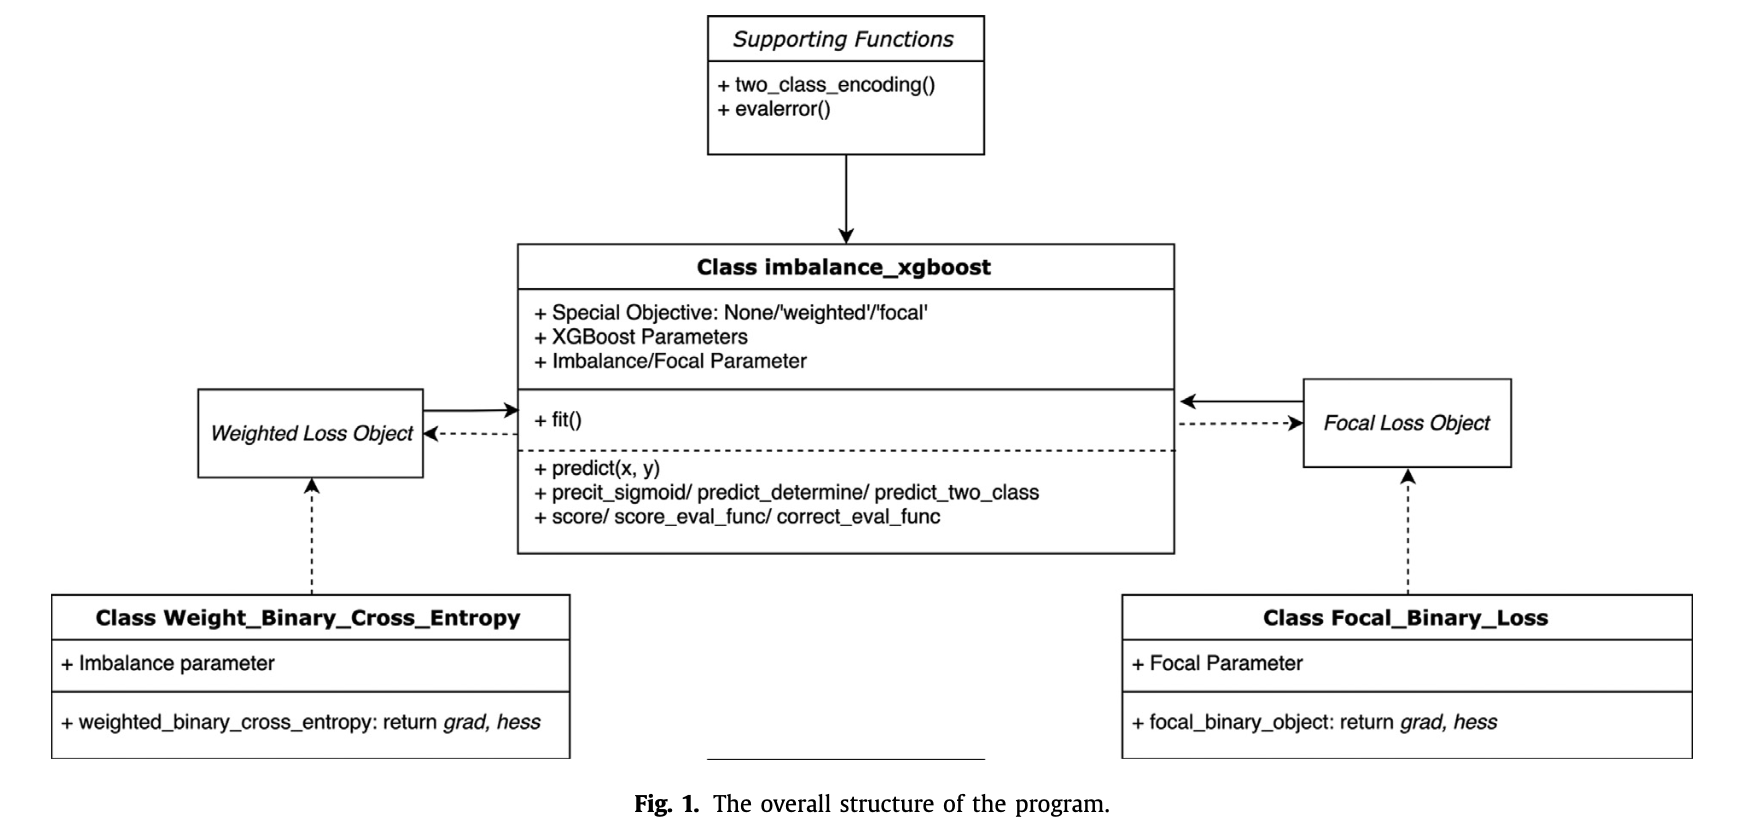 Supporting Functions
+ two_class_encoding()
+ evalerror()
Class imbalance_xgboost
+ Special Objective: None/'weighted'/'focal'
+ XGBoost Parameters
+ Imbalance/Focal Parameter
+ fit()
+ predict(x, y)
+ precit_sigmoid/ predict_determine/ predict_two_class
+ score/ score_eval_func/ correct_eval_func
Weighted Loss Object
Focal Loss Object
Class Weight_Binary_Cross_Entropy
+ Imbalance parameter
+ weighted_binary_cross_entropy: return grad, hess
Class Focal_Binary_Loss
+ Focal Parameter
+ focal_binary_object: return grad, hess
Fig. 1. The overall structure of the program.